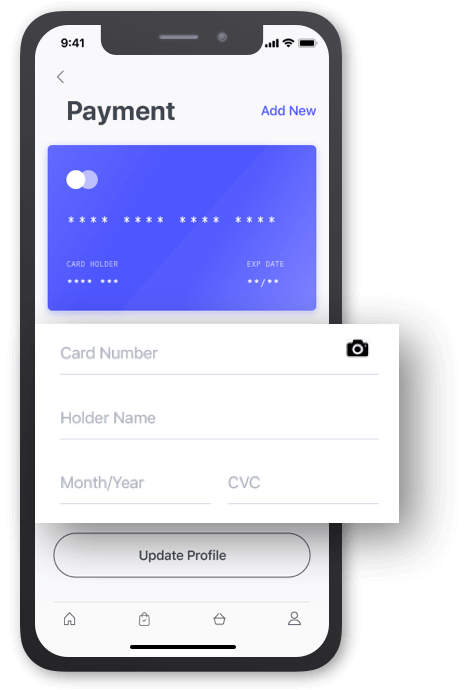 9:41
Payment
Add New
**** **** **** ****
CARD HOLDER
EXP DATE
**** ***
**/**
Card Number
Holder Name
Month/Year
CVC
Update Profile